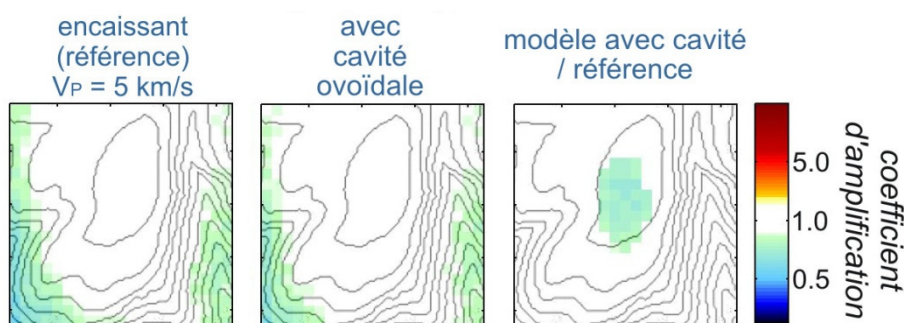 encaissant
(référence)
VP = 5 km/s
avec
cavité
ovoïdale
modèle avec cavité
/ référence
5.0
1.0
0.5
coefficient
d'amplification